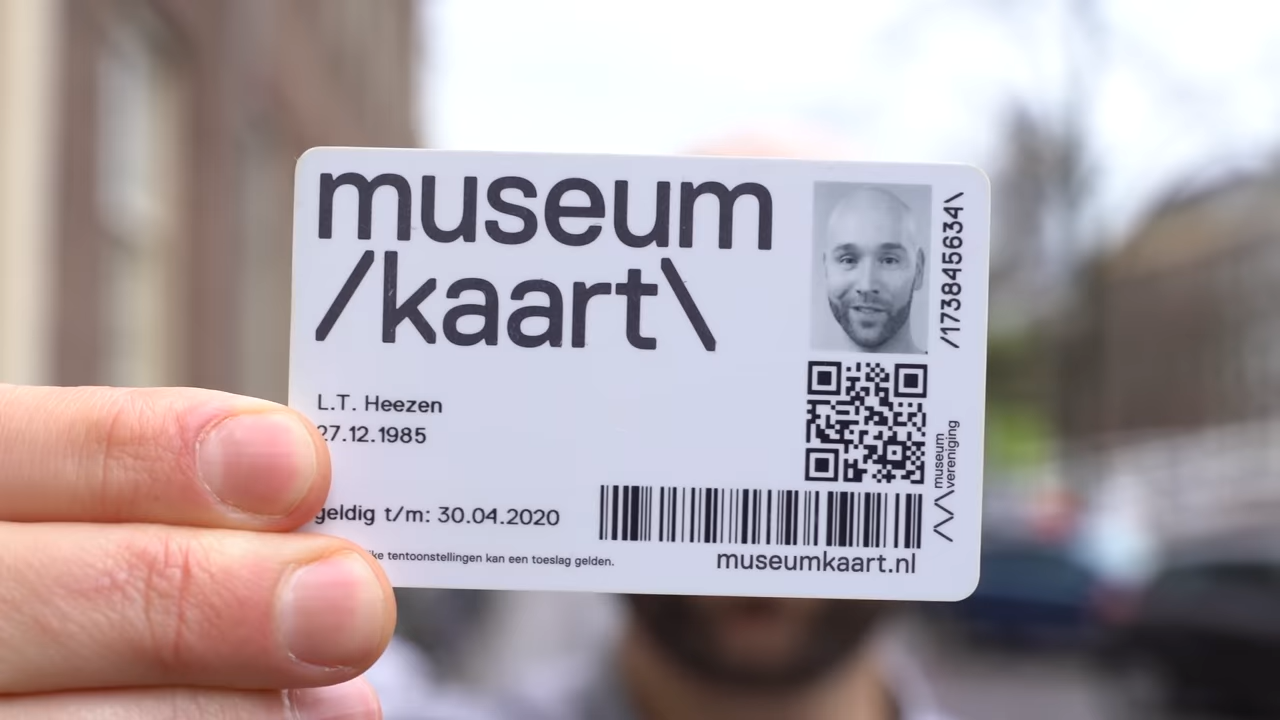 museum
/kaart\
/173845634\
L.T. Heezen
27.12.1985
geldig t/m: 30.04.2020
tentoonstellingen kan een toeslag gelden.
museumkaart.nl
museum
vereniging